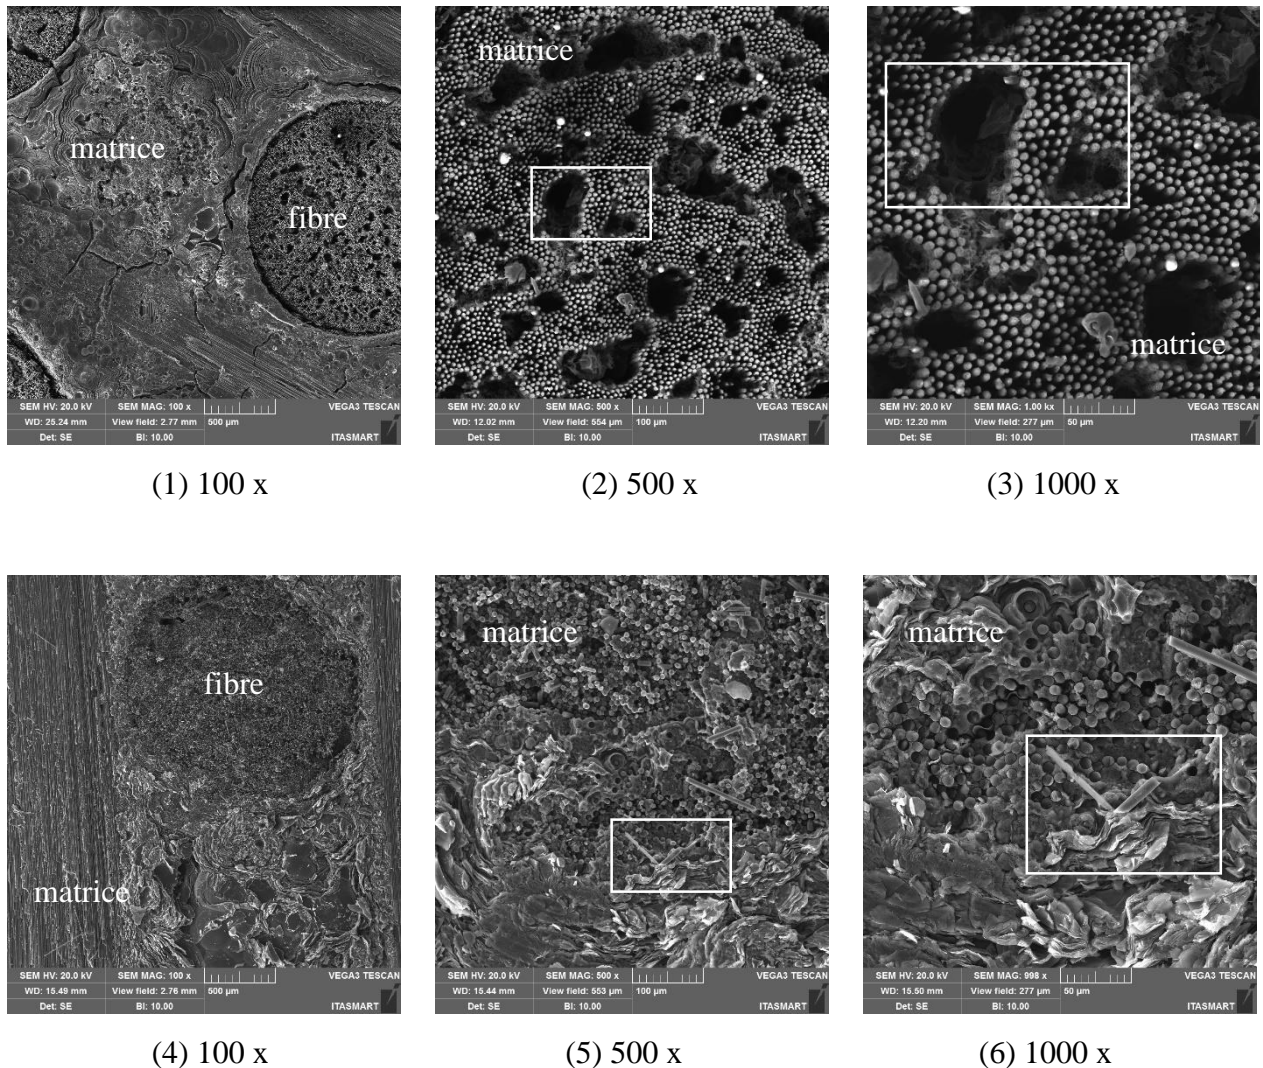 matrice
fibre
SEM HV: 20.0 kV SEM MAG: 100 x VEGA3 TESCAN
WD: 25.24 mm View field: 2.77 mm 500 µm
Det: SE BI: 10.00 ITASMART
(1) 100 x
matrice
SEM HV: 20.0 kV SEM MAG: 500 x VEGA3 TESCAN
WD: 12.02 mm View field: 554 µm 100 µm
Det: SE BI: 10.00 ITASMART
(2) 500 x
matrice
SEM HV: 20.0 kV SEM MAG: 1.00 kx VEGA3 TESCAN
WD: 12.20 mm View field: 277 µm 50 µm
Det: SE BI: 10.00 ITASMART
(3) 1000 x
fibre
matrice
SEM HV: 20.0 kV SEM MAG: 100 x VEGA3 TESCAN
WD: 15.49 mm View field: 2.76 mm 500 µm
Det: SE BI: 10.00 ITASMART
(4) 100 x
matrice
SEM HV: 20.0 kV SEM MAG: 500 x VEGA3 TESCAN
WD: 15.44 mm View field: 553 µm 100 µm
Det: SE BI: 10.00 ITASMART
(5) 500 x
matrice
SEM HV: 20.0 kV SEM MAG: 998 x VEGA3 TESCAN
WD: 15.50 mm View field: 277 µm 50 µm
Det: SE BI: 10.00 ITASMART
(6) 1000 x